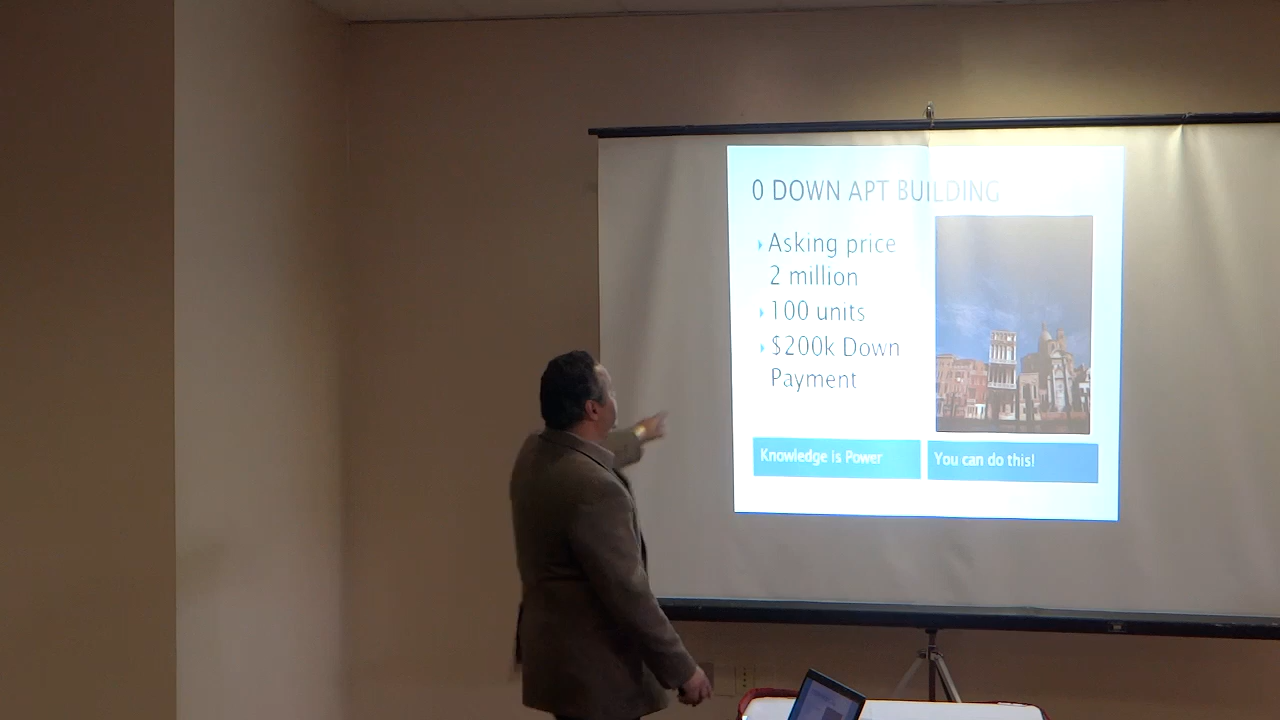 0 DOWN APT BUILDING
Asking price
2 million
100 units
$200k Down
Payment
Knowledge is Power
You can do this!